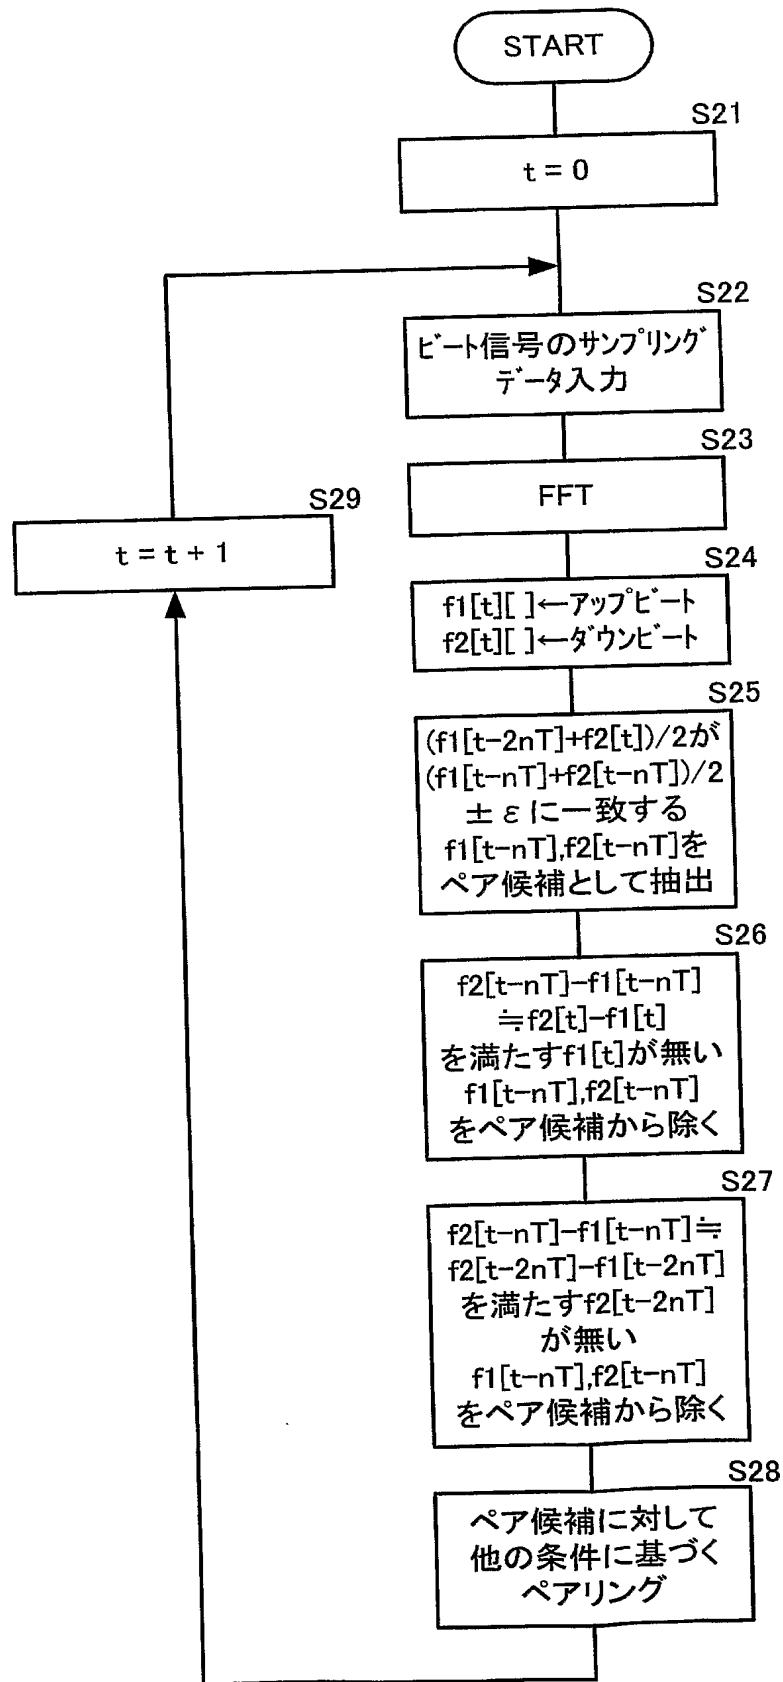 START
S21
t = 0
S22
ビート信号のサンプリング
データ入力
S23
FFT
S29
t = t + 1
S24
f1[t][ ]←アップビート
f2[t][ ]←ダウンビート
S25
(f1[t-2nT]+f2[t])/2が
(f1[t-nT]+f2[t-nT])/2
±εに一致する
f1[t-nT],f2[t-nT]を
ペア候補として抽出
S26
f2[t-nT]-f1[t-nT]
≒f2[t]-f1[t]
を満たすf1[t]が無い
f1[t-nT],f2[t-nT]
をペア候補から除く
S27
f2[t-nT]-f1[t-nT]≒
f2[t-2nT]-f1[t-2nT]
を満たすf2[t-2nT]
が無い
f1[t-nT],f2[t-nT]
をペア候補から除く
S28
ペア候補に対して
他の条件に基づく
ペアリング